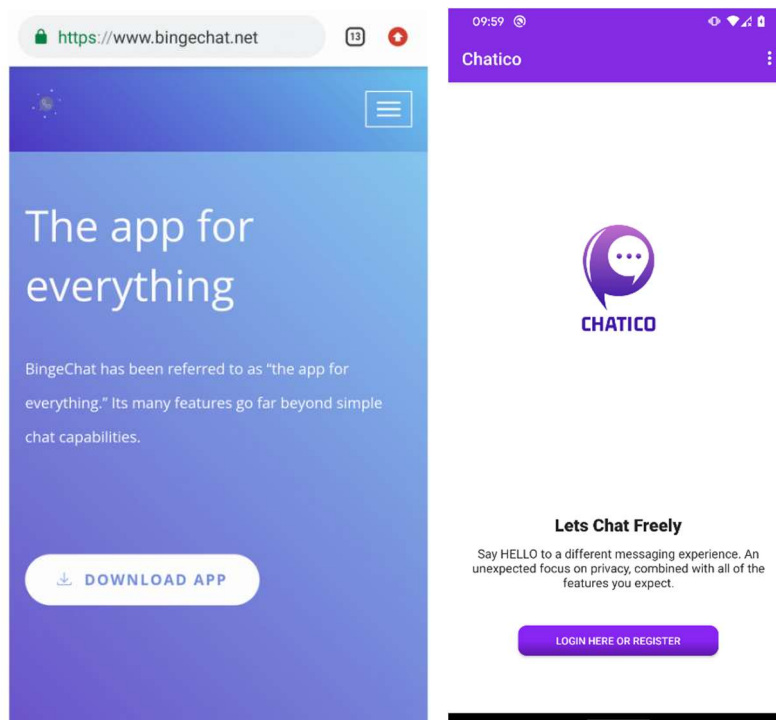 https://www.bingechat.net
13
The app for
everything
BingeChat has been referred to as “the app for
everything.” Its many features go far beyond simple
chat capabilities.
DOWNLOAD APP
09:59
Chatico
CHATICO
Lets Chat Freely
Say HELLO to a different messaging experience. An
unexpected focus on privacy, combined with all of the
features you expect.
LOGIN HERE OR REGISTER